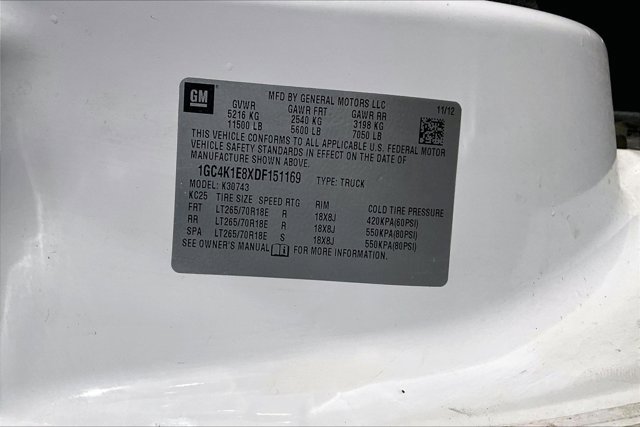 GM
MFD BY GENERAL MOTORS LLC
GVWR GAWR FRT GAWR RR 11/12
5216 KG 2540 KG 3198 KG
11500 LB 5600 LB 7050 LB
THIS VEHICLE CONFORMS TO ALL APPLICABLE U.S. FEDERAL MOTOR
VEHICLE SAFETY STANDARDS IN EFFECT ON THE DATE OF
MANUFACTURE SHOWN ABOVE.
1GC4K1E8XDF151169 TYPE: TRUCK
MODEL: K30743
KC25 TIRE SIZE SPEED RTG RIM COLD TIRE PRESSURE
FRT LT265/70R18E R 18X8J 420KPA(60PSI)
RR LT265/70R18E R 18X8J 550KPA(80PSI)
SPA LT265/70R18E S 18X8J 550KPA(80PSI)
SEE OWNER'S MANUAL FOR MORE INFORMATION.